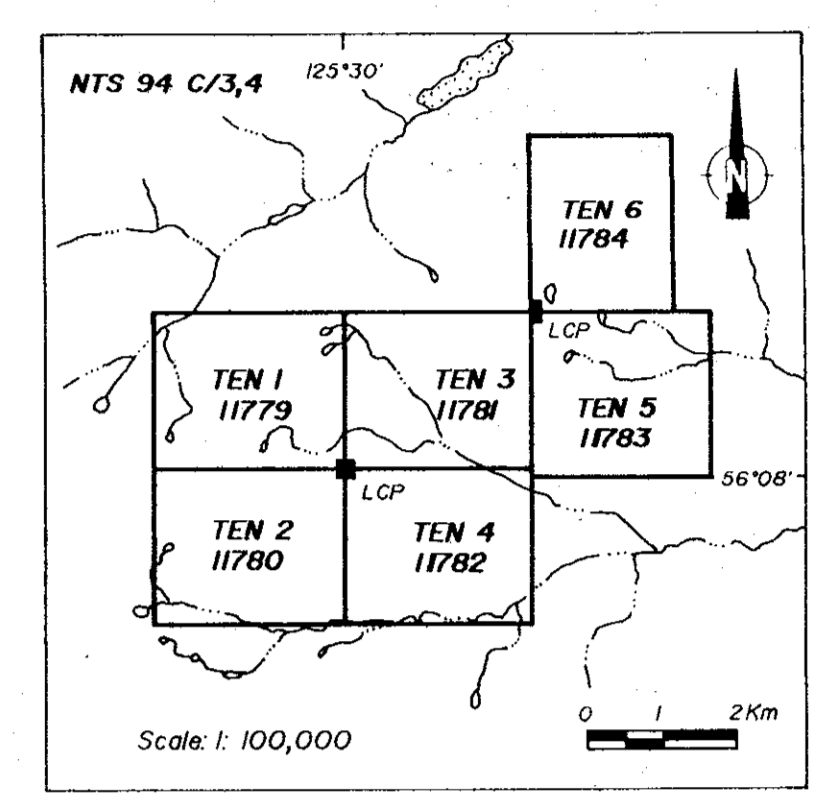 NTS 94 C/3,4
125°30'
N
TEN 6
11784
LCP
TEN 1
11779
TEN 3
11781
TEN 5
11783
LCP
56°08'
TEN 2
11780
TEN 4
11782
Scale: 1: 100,000
0 1 2Km